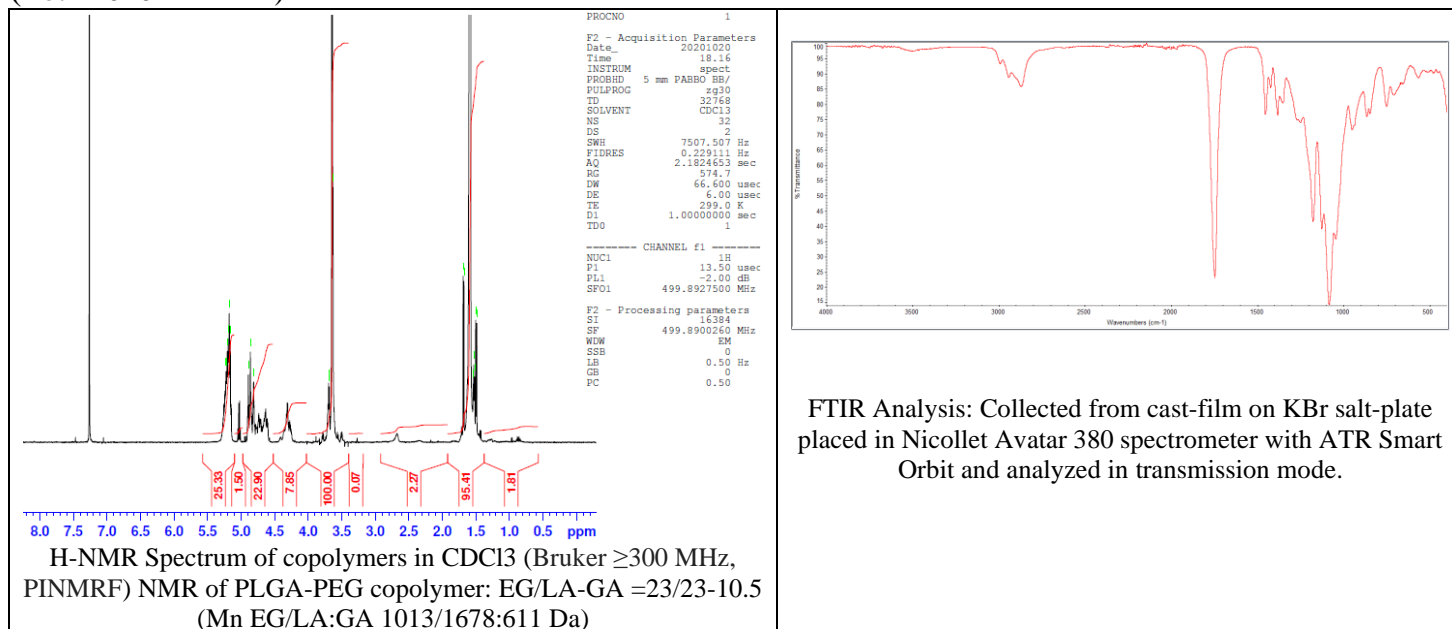 PROCNO 1
F2 - Acquisition Parameters
Date_ 20201020
Time 18.16
INSTRUM spect
PROBHD 5 mm PABBO BB/
PULPROG zg30
TD 32768
SOLVENT CDCl3
NS 32
DS 2
SWH 7507.507 Hz
FIDRES 0.229111 Hz
AQ 2.1824653 sec
RG 574.7
DW 66.600 usec
DE 6.00 usec
TE 299.0 K
D1 1.00000000 sec
TD0 1
======== CHANNEL f1 ========
NUC1 1H
P1 13.50 usec
PL1 -2.00 dB
SFO1 499.8927500 MHz
F2 - Processing parameters
SI 16384
SF 499.8900260 MHz
WDW EM
SSB 0
LB 0.50 Hz
GB 0
PC 0.50
25.33 1.50 22.90 7.85 100.00 0.07 2.27 95.41 1.81
8.0 7.5 7.0 6.5 6.0 5.5 5.0 4.5 4.0 3.5 3.0 2.5 2.0 1.5 1.0 0.5 ppm
H-NMR Spectrum of copolymers in CDCl3 (Bruker ≥300 MHz,
PINMRF) NMR of PLGA-PEG copolymer: EG/LA-GA =23/23-10.5
(Mn EG/LA:GA 1013/1678:611 Da)
100
95
90
85
80
75
70
65
60
55
50
45
40
35
30
25
20
15
%Transmittance
4000 3500 3000 2500 2000 1500 1000 500
Wavenumbers (cm-1)
FTIR Analysis: Collected from cast-film on KBr salt-plate
placed in Nicollet Avatar 380 spectrometer with ATR Smart
Orbit and analyzed in transmission mode.